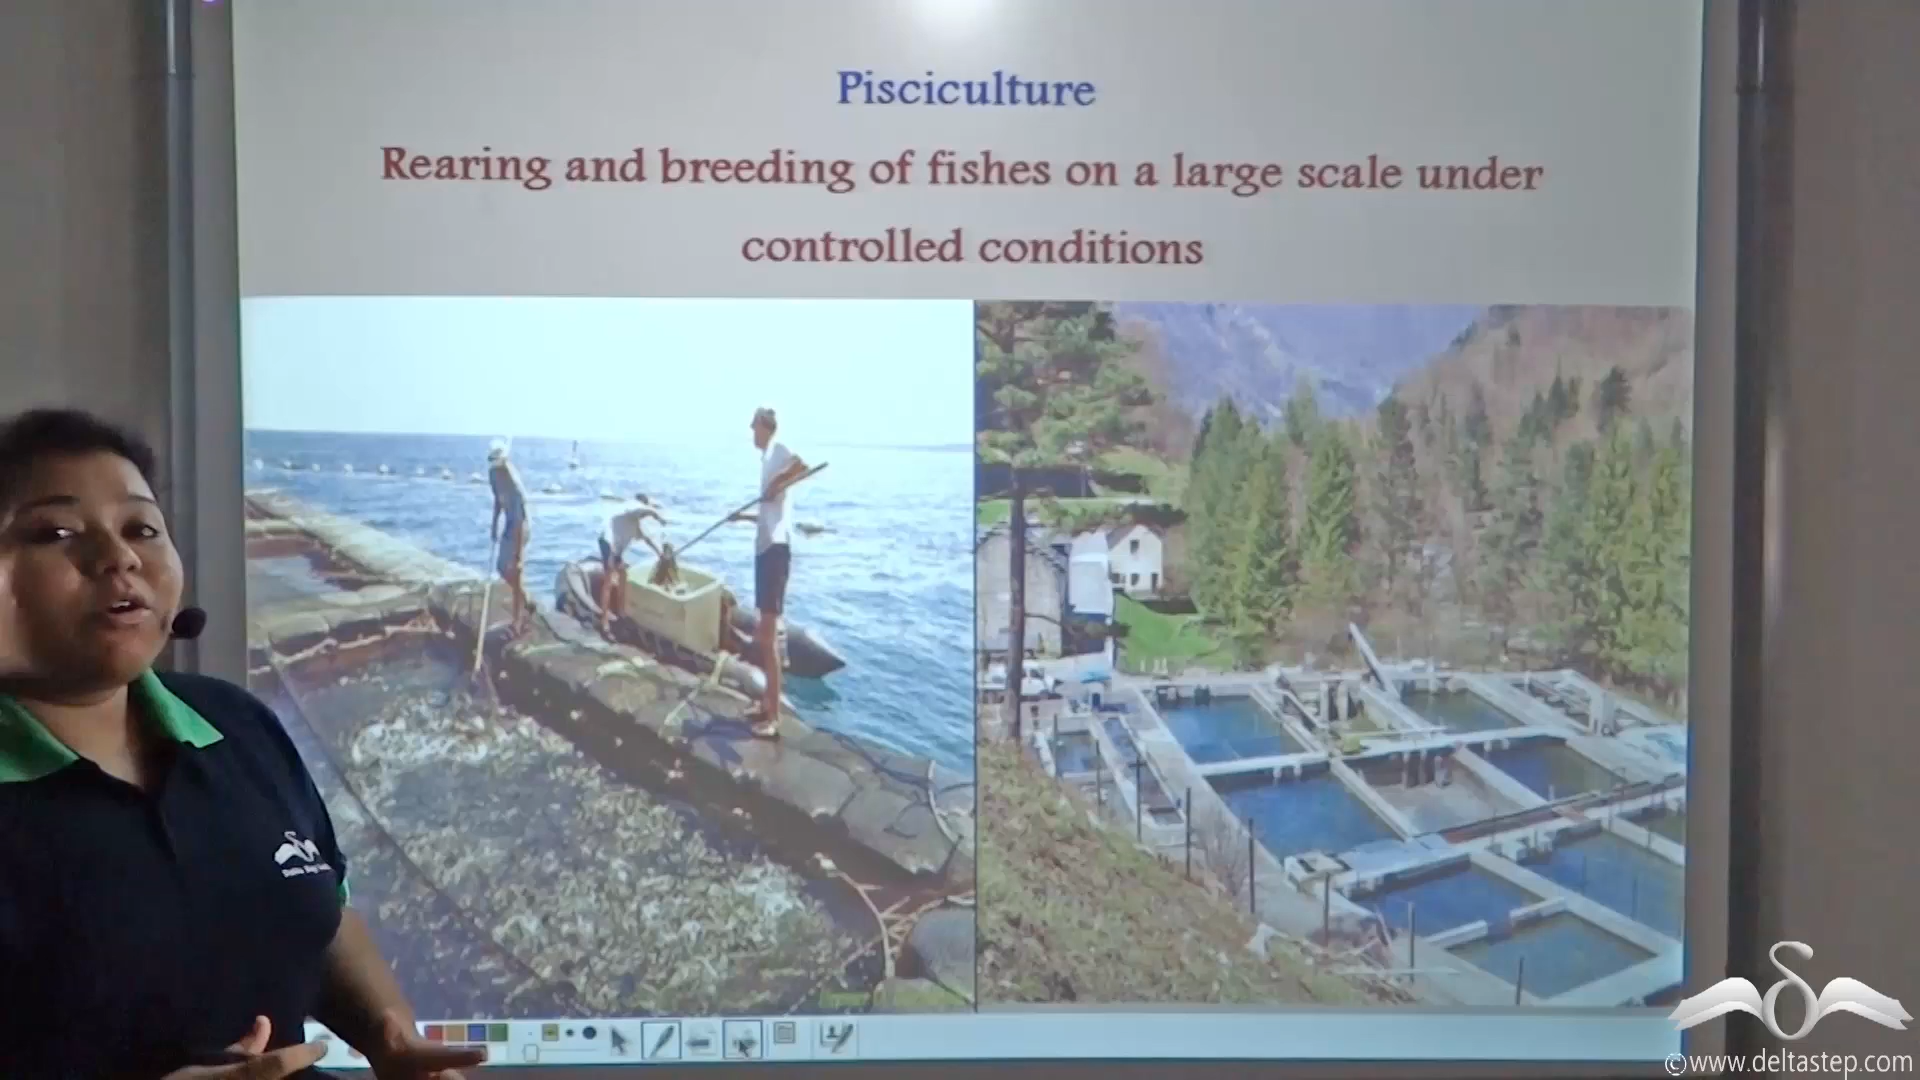 Pisciculture
Rearing and breeding of fishes on a large scale under
controlled conditions
©www.deltastep.com